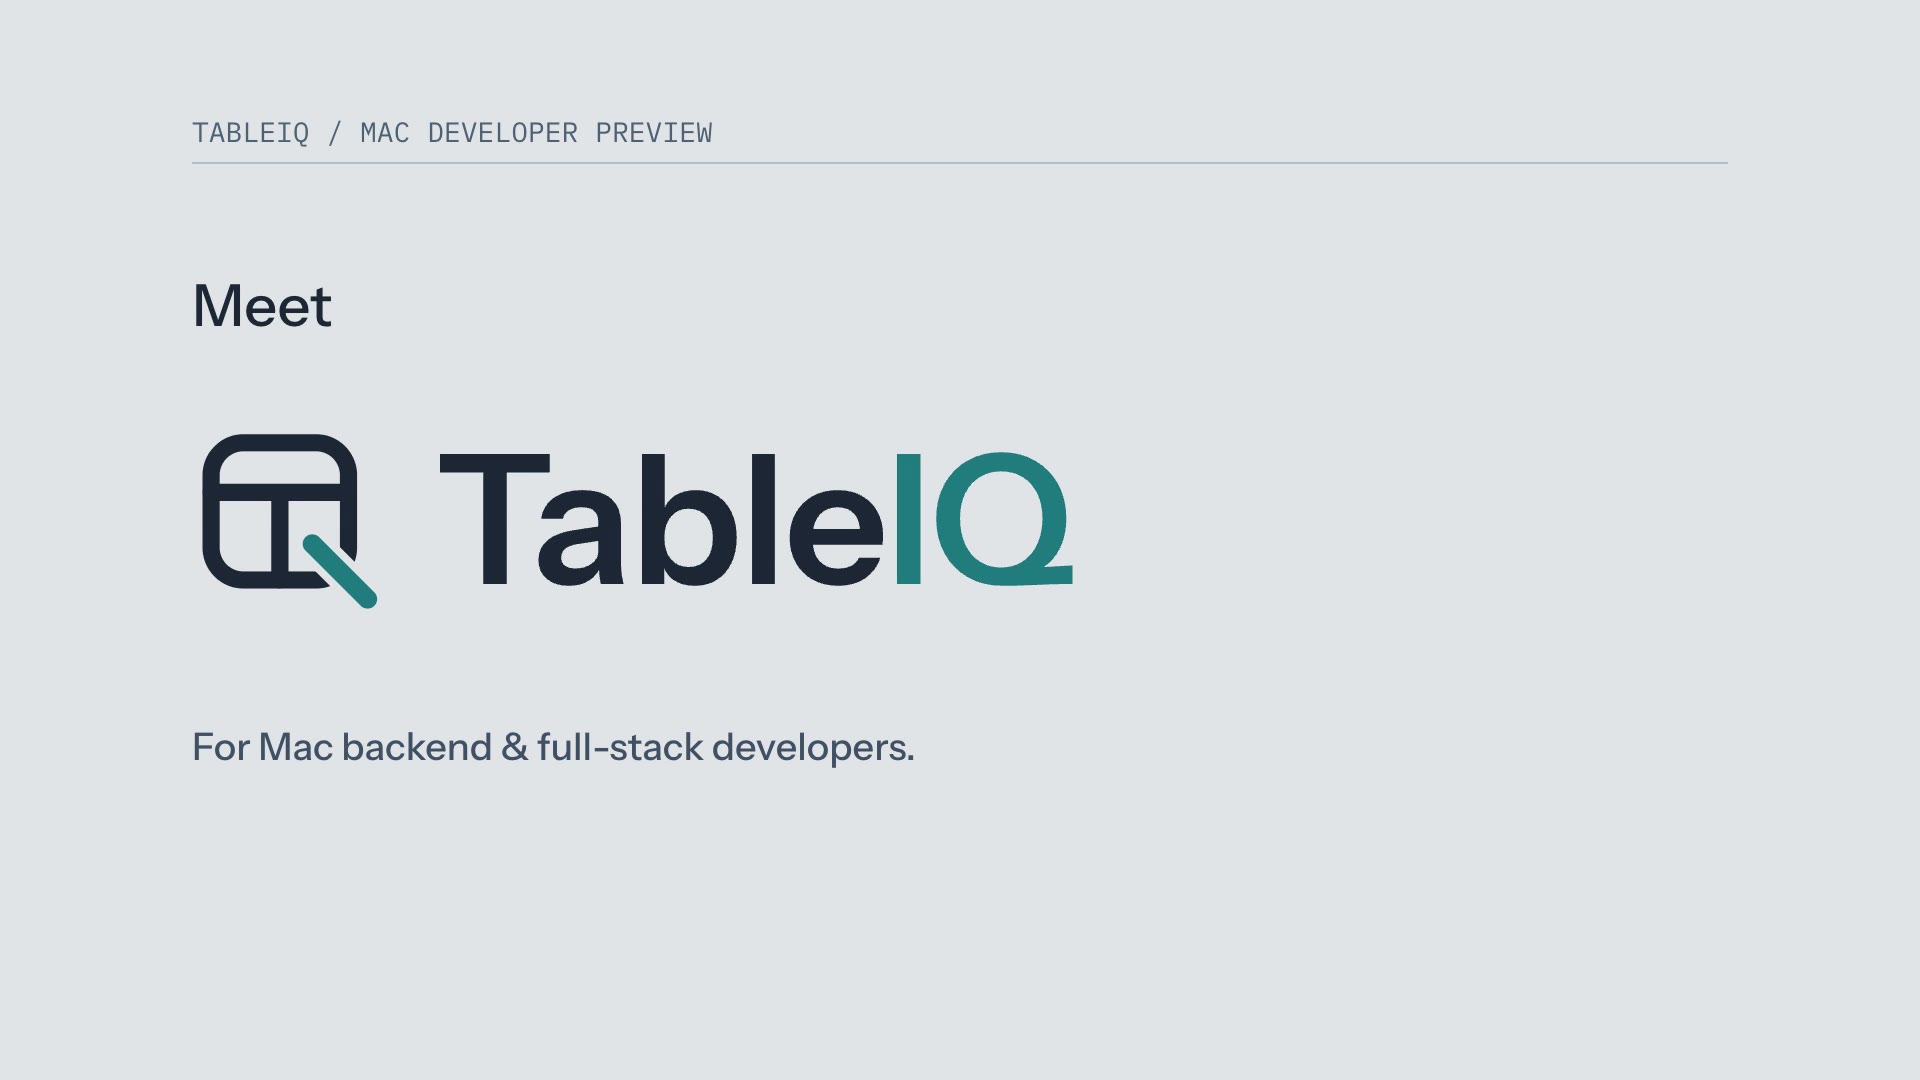 TABLEIQ / MAC DEVELOPER PREVIEW
Meet
TableIQ
For Mac backend & full-stack developers.